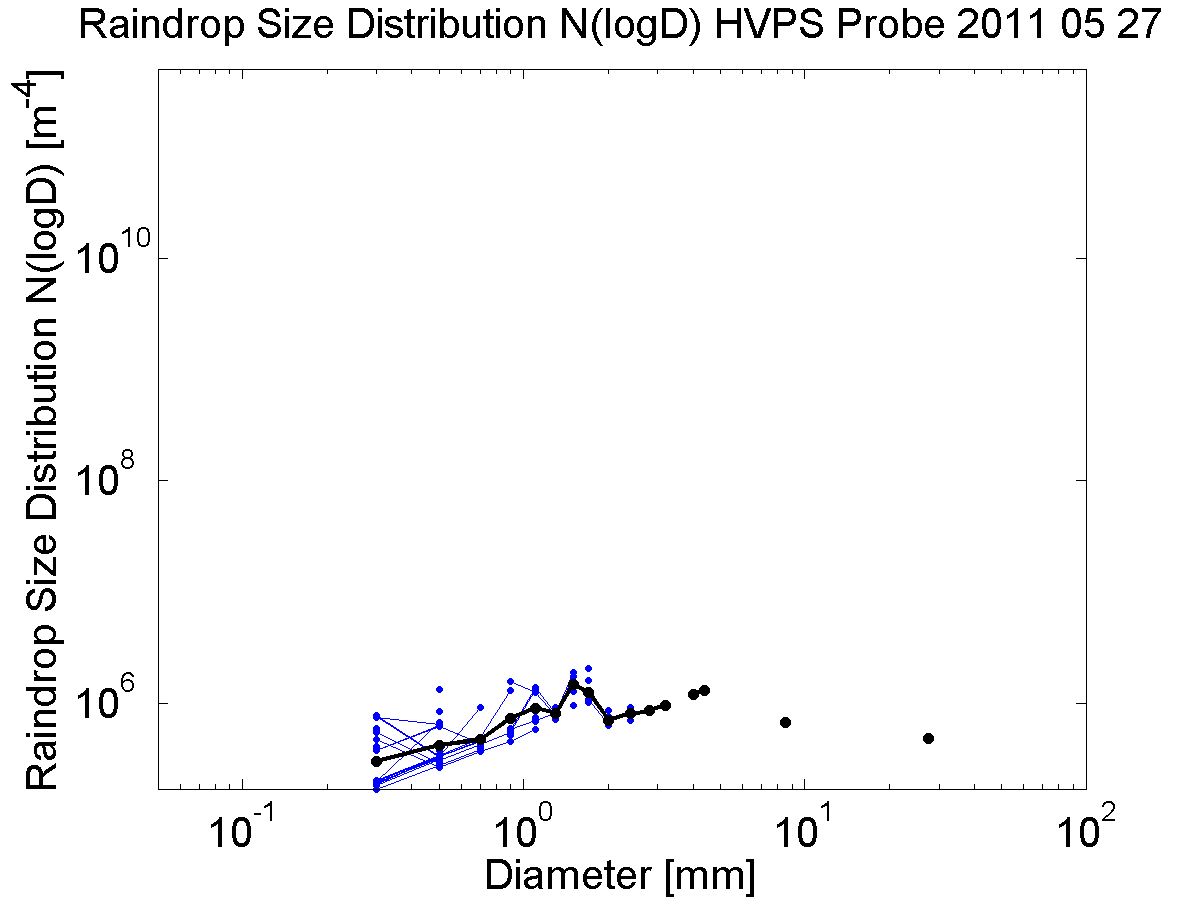 Raindrop Size Distribution N(logD) HVPS Probe 2011 05 27
Raindrop Size Distribution N(logD) [m^-4]
10^10
10^8
10^6
10^-1 10^0 10^1 10^2
Diameter [mm]